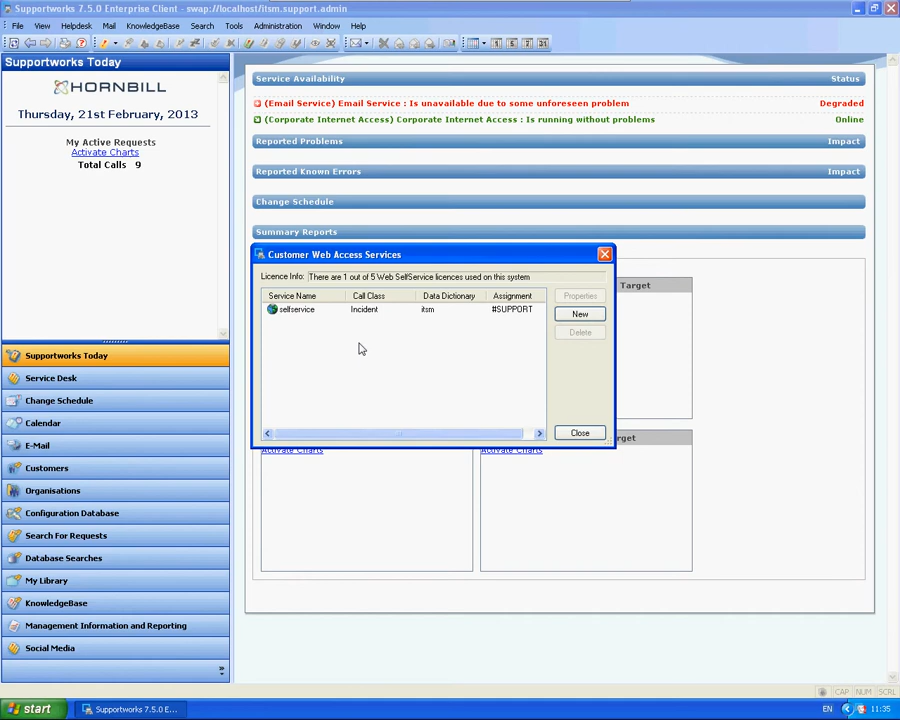 Supportworks 7.5.0 Enterprise Client - swap://localhost/itsm.support.admin
File View Helpdesk Mail KnowledgeBase Search Tools Administration Window Help
Supportworks Today
HORNBILL
Thursday, 21st February, 2013
My Active Requests
Activate Charts
Total Calls 9
Service Availability Status
(Email Service) Email Service : Is unavailable due to some unforeseen problem Degraded
(Corporate Internet Access) Corporate Internet Access : Is running without problems Online
Reported Problems Impact
Reported Known Errors Impact
Change Schedule
Summary Reports
Target
Customer Web Access Services
Licence Info: There are 1 out of 5 Web SelfService licences used on this system
Service Name Call Class Data Dictionary Assignment
selfservice Incident itsm #SUPPORT
Properties
New
Delete
Close
rget
Activate Charts Activate Charts
Supportworks Today
Service Desk
Change Schedule
Calendar
E-Mail
Customers
Organisations
Configuration Database
Search For Requests
Database Searches
My Library
KnowledgeBase
Management Information and Reporting
Social Media
CAP NUM SCRL
start Supportworks 7.5.0 E... EN 11:35